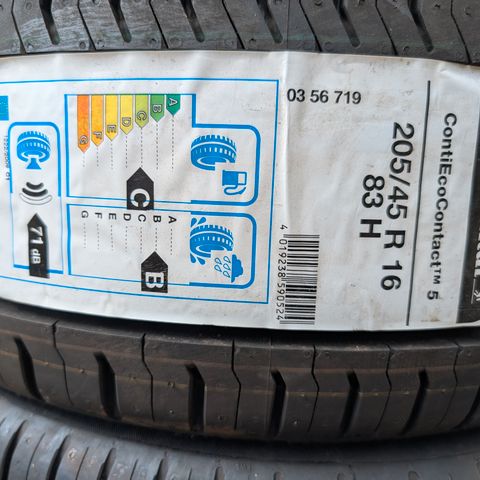 ContiEcoContact™ 5
205/45 R 16
83 H
03 56 719
4 019238 590524
A
B
C
D
E
F
G
C
A
B
C
D
E
F
G
B
71 dB